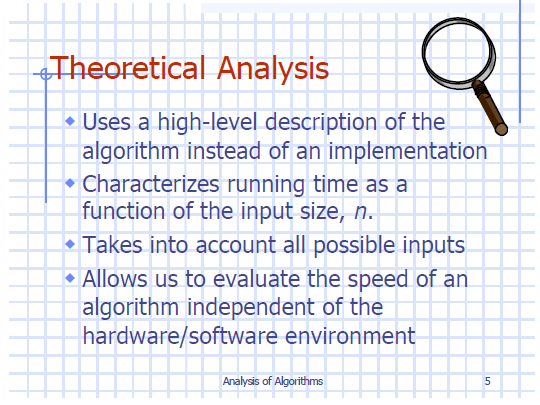 Theoretical Analysis
Uses a high-level description of the
algorithm instead of an implementation
Characterizes running time as a
function of the input size, n.
Takes into account all possible inputs
Allows us to evaluate the speed of an
algorithm independent of the
hardware/software environment
Analysis of Algorithms
5